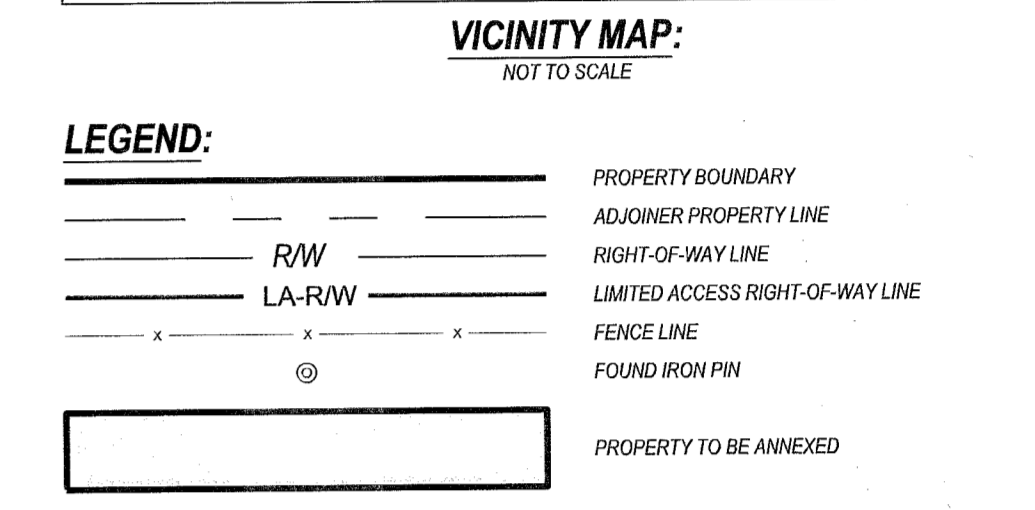 VICINITY MAP:
NOT TO SCALE
LEGEND:
PROPERTY BOUNDARY
ADJOINER PROPERTY LINE
R/W RIGHT-OF-WAY LINE
LA-R/W LIMITED ACCESS RIGHT-OF-WAY LINE
x x x FENCE LINE
FOUND IRON PIN
PROPERTY TO BE ANNEXED